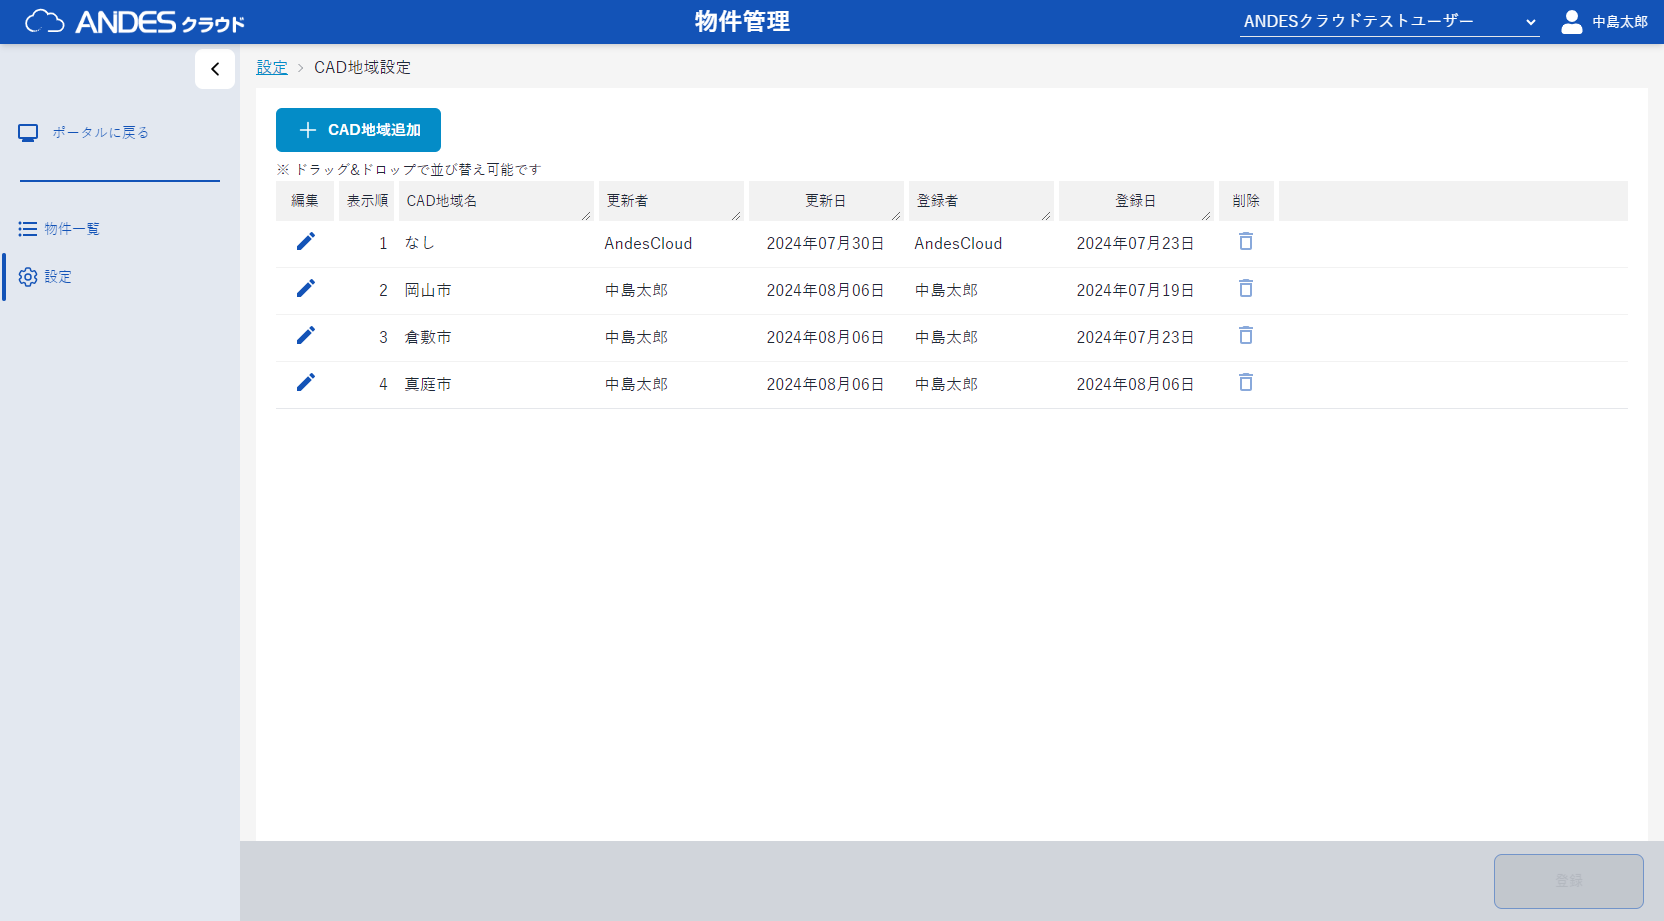 ANDES クラウド 物件管理 ANDESクラウドテストユーザー 中島太郎
設定 > CAD地域設定
ポータルに戻る
物件一覧
設定
CAD地域追加
※ ドラッグ&ドロップで並び替え可能です
編集 表示順 CAD地域名 更新者 更新日 登録者 登録日 削除
1 なし AndesCloud 2024年07月30日 AndesCloud 2024年07月23日
2 岡山市 中島太郎 2024年08月06日 中島太郎 2024年07月19日
3 倉敷市 中島太郎 2024年08月06日 中島太郎 2024年07月23日
4 真庭市 中島太郎 2024年08月06日 中島太郎 2024年08月06日
登録